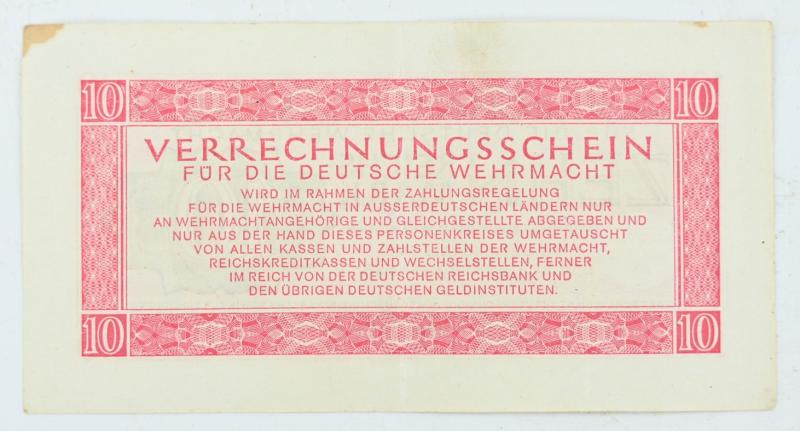 10 10
VERRECHNUNGSSCHEIN
FÜR DIE DEUTSCHE WEHRMACHT
WIRD IM RAHMEN DER ZAHLUNGSREGELUNG
FÜR DIE WEHRMACHT IN AUSSERDEUTSCHEN LÄNDERN NUR
AN WEHRMACHTANGEHÖRIGE UND GLEICHGESTELLTE ABGEGEBEN UND
NUR AUS DER HAND DIESES PERSONENKREISES UMGETAUSCHT
VON ALLEN KASSEN UND ZAHLSTELLEN DER WEHRMACHT,
REICHSKREDITKASSEN UND WECHSELSTELLEN, FERNER
IM REICH VON DER DEUTSCHEN REICHSBANK UND
DEN ÜBRIGEN DEUTSCHEN GELDINSTITUTEN.
10 10